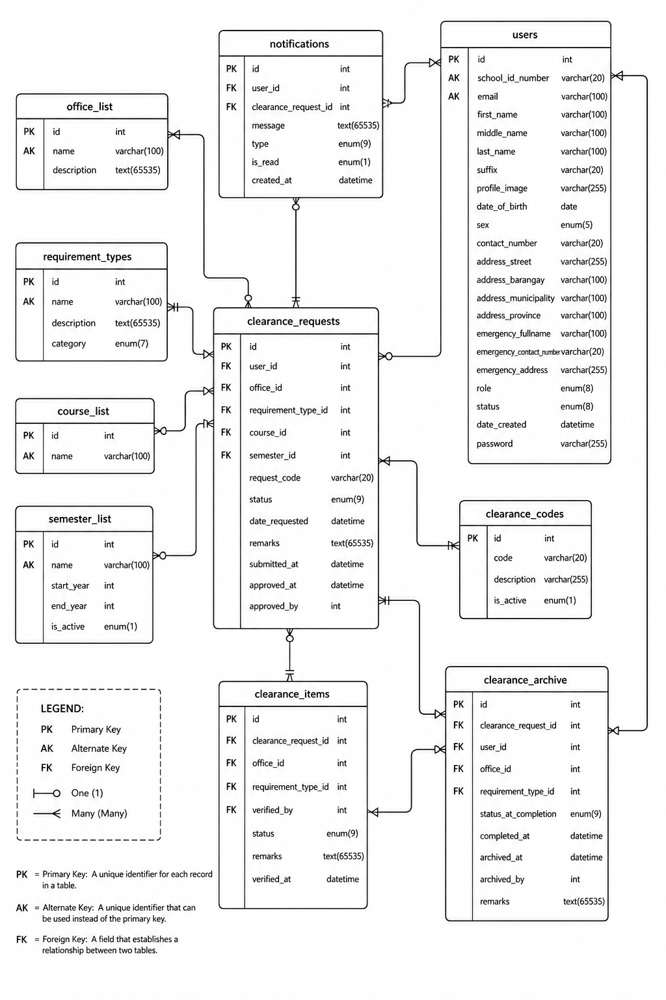 notifications
PK id int
FK user_id int
FK clearance_request_id int
message text(65535)
type enum(9)
is_read enum(1)
created_at datetime
users
PK id int
AK school_id_number varchar(20)
AK email varchar(100)
first_name varchar(100)
middle_name varchar(100)
last_name varchar(100)
suffix varchar(20)
profile_image varchar(255)
date_of_birth date
sex enum(5)
contact_number varchar(20)
address_street varchar(255)
address_barangay varchar(100)
address_municipality varchar(100)
address_province varchar(100)
emergency_fullname varchar(100)
emergency_contact_number varchar(20)
emergency_address varchar(255)
role enum(8)
status enum(8)
date_created datetime
password varchar(255)
office_list
PK id int
AK name varchar(100)
description text(65535)
requirement_types
PK id int
AK name varchar(100)
description text(65535)
category enum(7)
clearance_requests
PK id int
FK user_id int
FK office_id int
FK requirement_type_id int
FK course_id int
FK semester_id int
request_code varchar(20)
status enum(9)
date_requested datetime
remarks text(65535)
submitted_at datetime
approved_at datetime
approved_by int
course_list
PK id int
AK name varchar(100)
semester_list
PK id int
AK name varchar(100)
start_year int
end_year int
is_active enum(1)
clearance_codes
PK id int
code varchar(20)
description varchar(255)
is_active enum(1)
clearance_items
PK id int
FK clearance_request_id int
FK office_id int
FK requirement_type_id int
FK verified_by int
status enum(9)
remarks text(65535)
verified_at datetime
clearance_archive
PK id int
FK clearance_request_id int
FK user_id int
FK office_id int
FK requirement_type_id int
status_at_completion enum(9)
completed_at datetime
archived_at datetime
archived_by int
remarks text(65535)
LEGEND:
PK Primary Key
AK Alternate Key
FK Foreign Key
One (1)
Many (Many)
PK = Primary Key: A unique identifier for each record
in a table.
AK = Alternate Key: A unique identifier that can
be used instead of the primary key.
FK = Foreign Key: A field that establishes a
relationship between two tables.